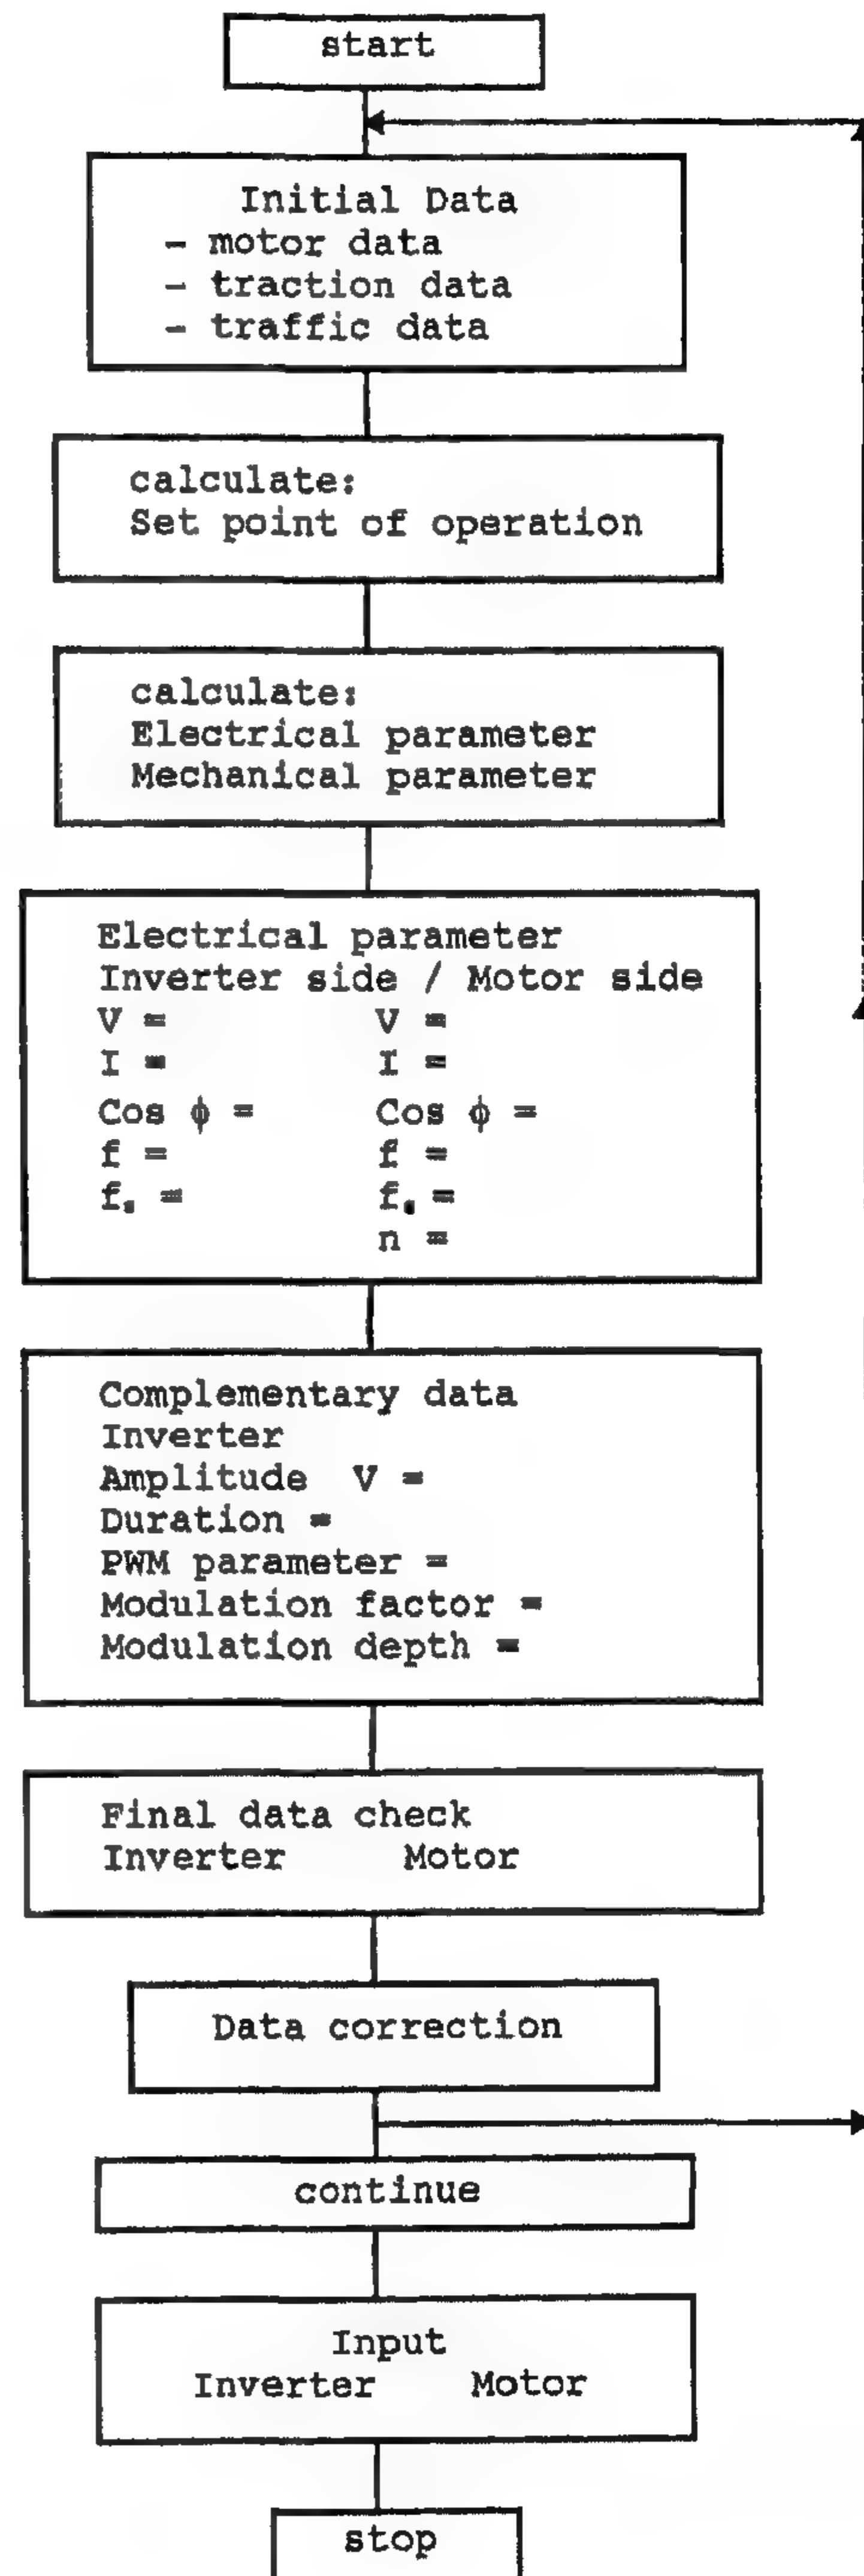 start
Initial Data
- motor data
- traction data
- traffic data
calculate:
Set point of operation
calculate:
Electrical parameter
Mechanical parameter
Electrical parameter
Inverter side / Motor side
V = V =
I = I =
Cos ϕ = Cos ϕ =
f = f =
fₛ = fₛ =
n =
Complementary data
Inverter
Amplitude V =
Duration =
PWM parameter =
Modulation factor =
Modulation depth =
Final data check
Inverter Motor
Data correction
continue
Input
Inverter Motor
stop